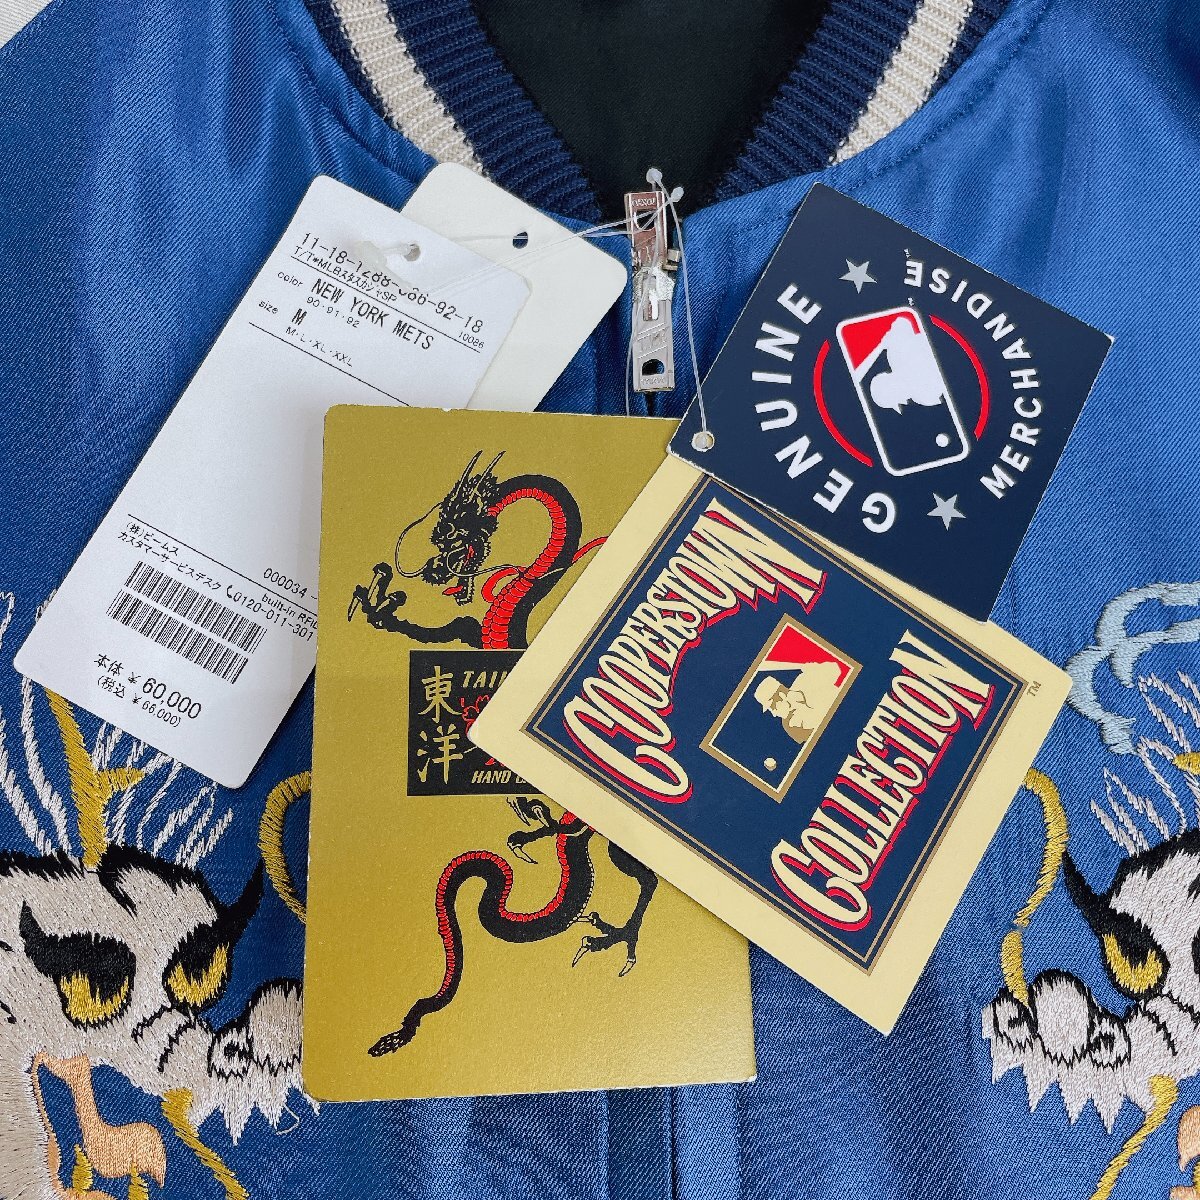 11-18-1288-086-92-18
T/T*MLBスタスカジャSP
10086
color NEW YORK METS
90・91・92
size M
M・L・XL・XXL
(株)ビームス
カスタマーサービスデスク
0120-011-301
000034
built-in RFID
本体 ¥ 60,000
(税込 ¥ 66,000)
東洋
HAND
GENUINE
MERCHANDISE
COOPERSTOWN
COLLECTION
TM